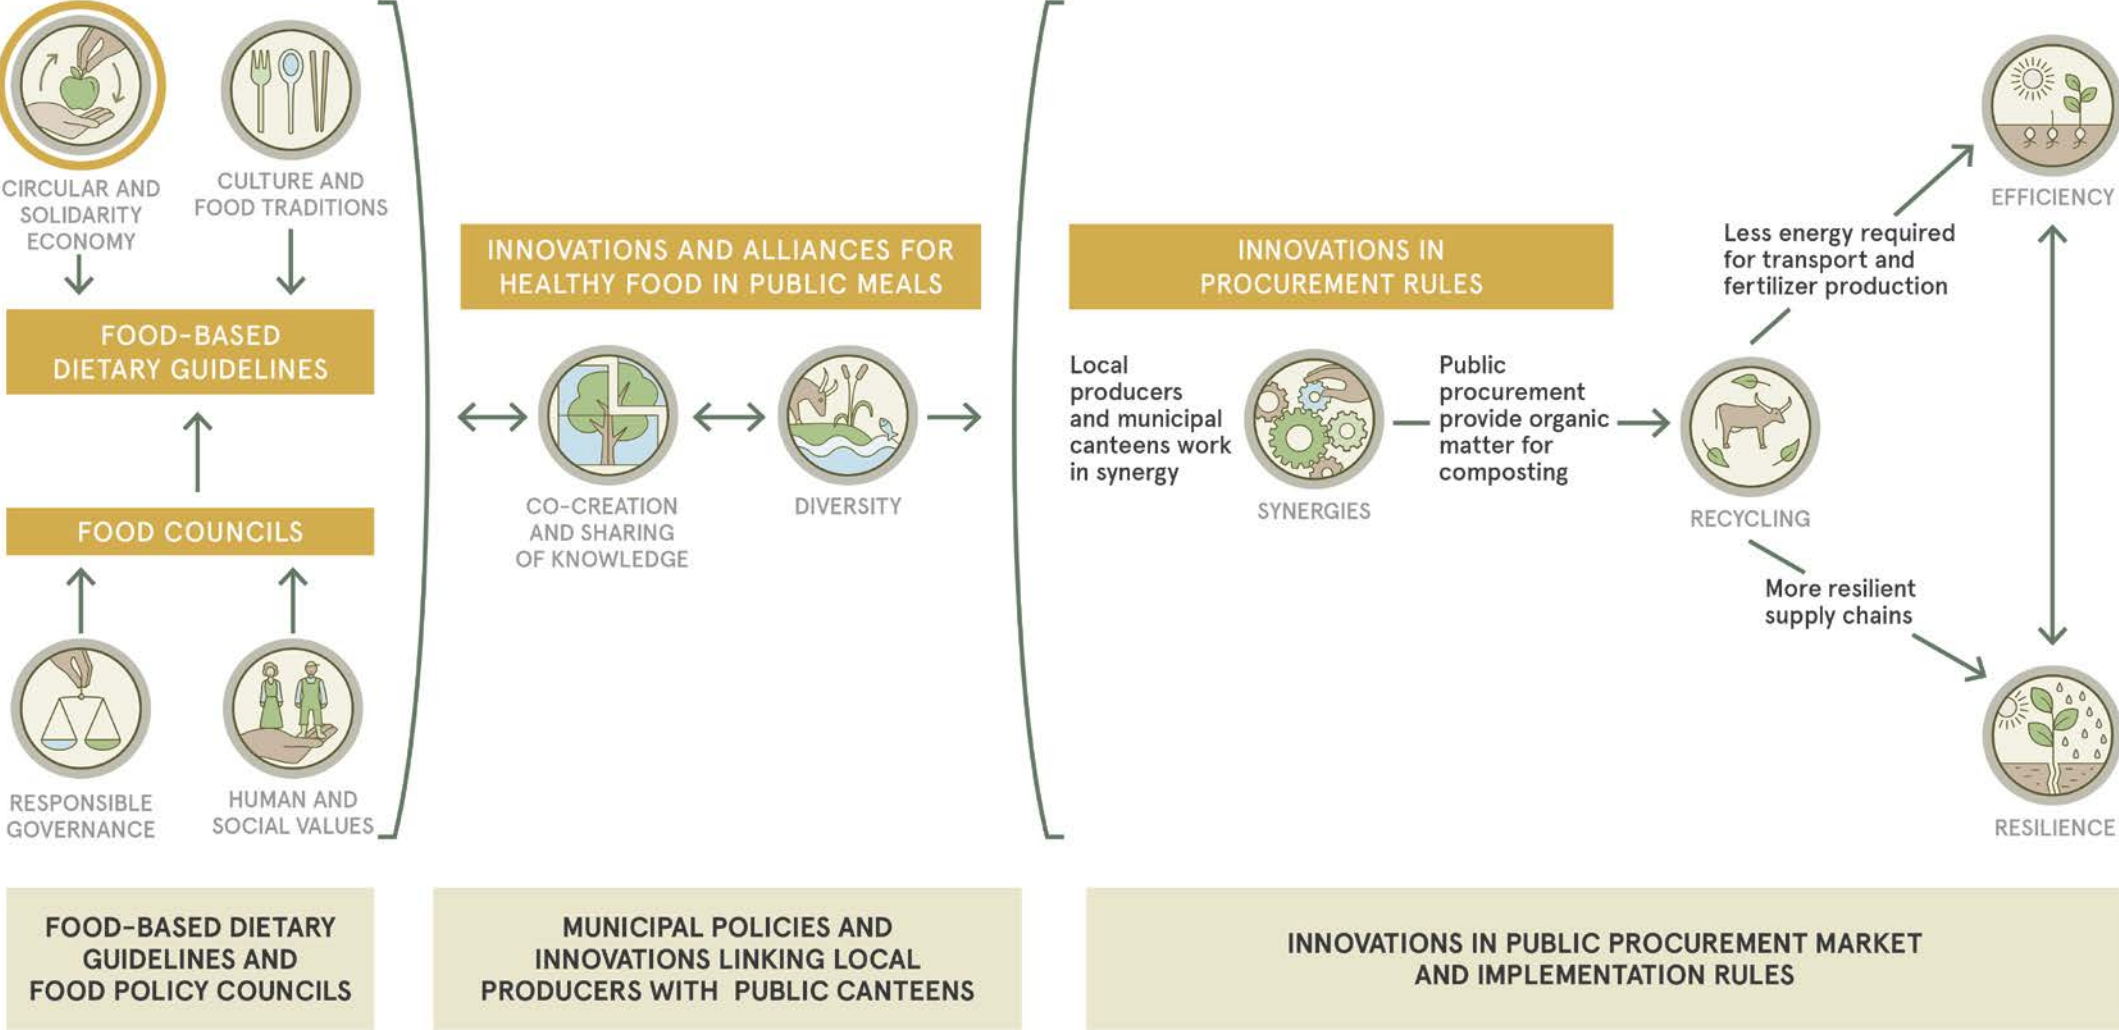 CIRCULAR AND
SOLIDARITY
ECONOMY
CULTURE AND
FOOD TRADITIONS
FOOD-BASED
DIETARY GUIDELINES
FOOD COUNCILS
RESPONSIBLE
GOVERNANCE
HUMAN AND
SOCIAL VALUES
INNOVATIONS AND ALLIANCES FOR
HEALTHY FOOD IN PUBLIC MEALS
CO-CREATION
AND SHARING
OF KNOWLEDGE
DIVERSITY
INNOVATIONS IN
PROCUREMENT RULES
Local
producers
and municipal
canteens work
in synergy
SYNERGIES
Public
procurement
provide organic
matter for
composting
RECYCLING
Less energy required
for transport and
fertilizer production
EFFICIENCY
More resilient
supply chains
RESILIENCE
FOOD-BASED DIETARY
GUIDELINES AND
FOOD POLICY COUNCILS
MUNICIPAL POLICIES AND
INNOVATIONS LINKING LOCAL
PRODUCERS WITH PUBLIC CANTEENS
INNOVATIONS IN PUBLIC PROCUREMENT MARKET
AND IMPLEMENTATION RULES